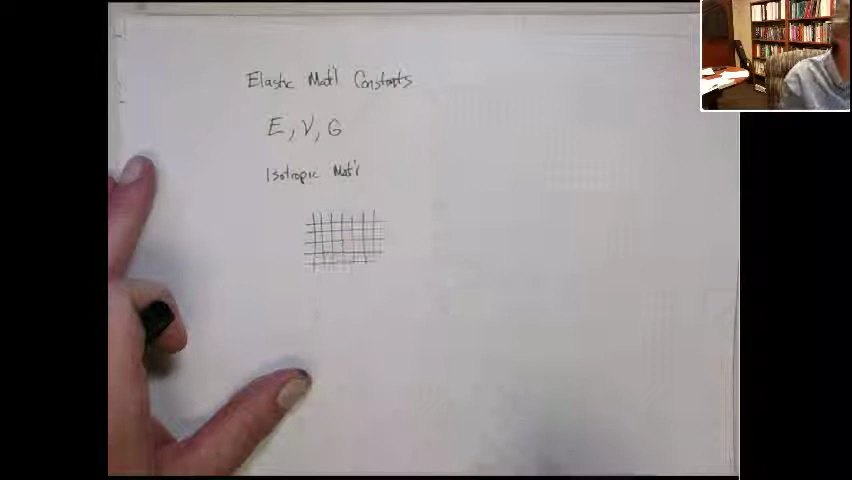 Elastic Mat'l Constants
E, ν, G
Isotropic Mat'l